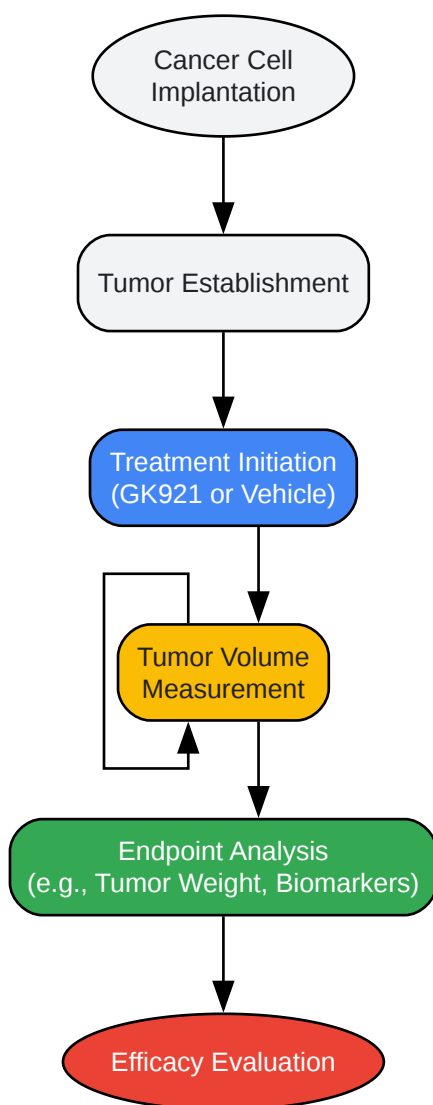 Cancer Cell
Implantation
Tumor Establishment
Treatment Initiation
(GK921 or Vehicle)
Tumor Volume
Measurement
Endpoint Analysis
(e.g., Tumor Weight, Biomarkers)
Efficacy Evaluation